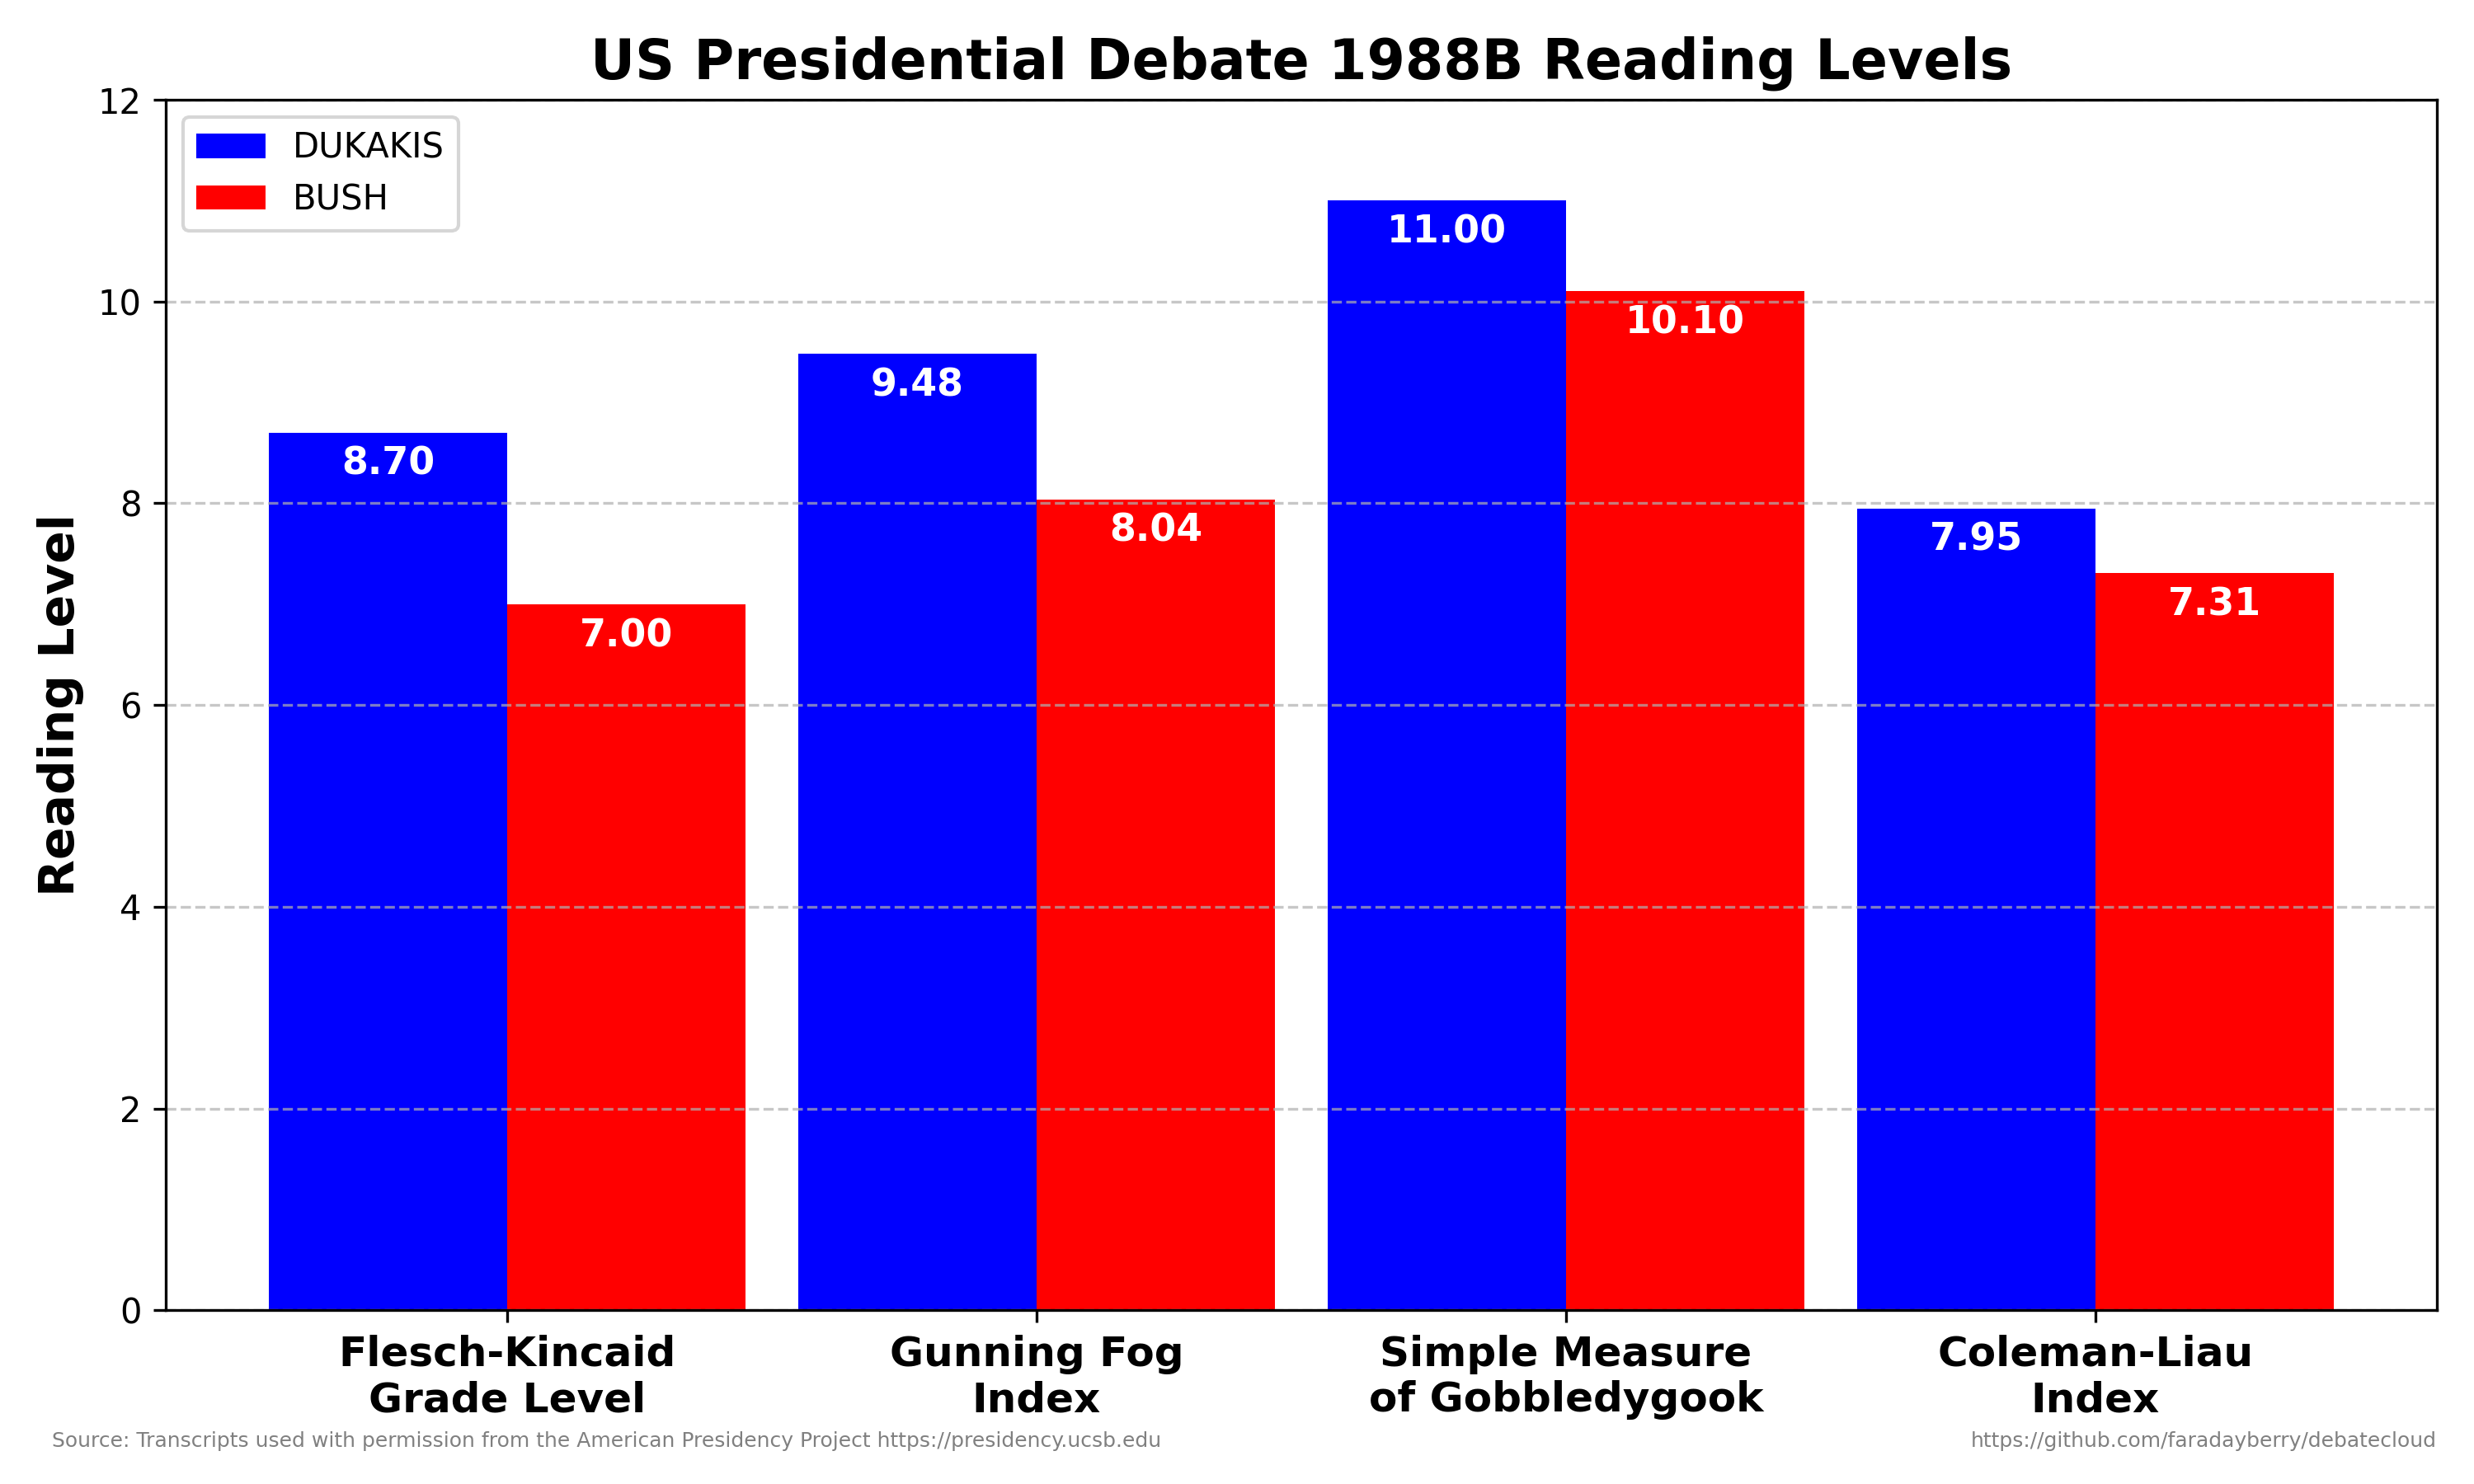 US Presidential Debate 1988B Reading Levels
DUKAKIS
BUSH
Reading Level
12
10
8
6
4
2
0
8.70
7.00
9.48
8.04
11.00
10.10
7.95
7.31
Flesch-Kincaid
Grade Level
Gunning Fog
Index
Simple Measure
of Gobbledygook
Coleman-Liau
Index
Source: Transcripts used with permission from the American Presidency Project https://presidency.ucsb.edu
https://github.com/faradayberry/debatecloud